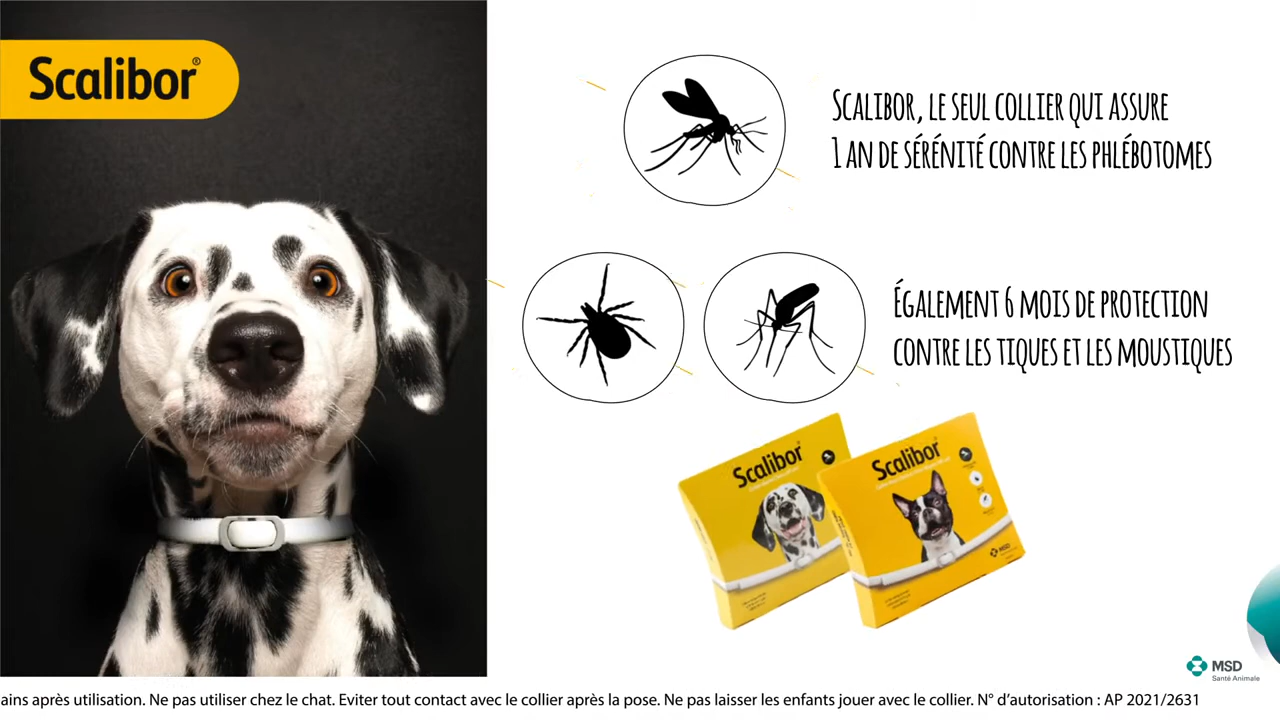 Scalibor®
SCALIBOR, LE SEUL COLLIER QUI ASSURE
1 AN DE SÉRÉNITÉ CONTRE LES PHLÉBOTOMES
ÉGALEMENT 6 MOIS DE PROTECTION
CONTRE LES TIQUES ET LES MOUSTIQUES
Scalibor
Scalibor
MSD
MSD
Santé Animale
ains après utilisation. Ne pas utiliser chez le chat. Eviter tout contact avec le collier après la pose. Ne pas laisser les enfants jouer avec le collier. N° d'autorisation : AP 2021/2631